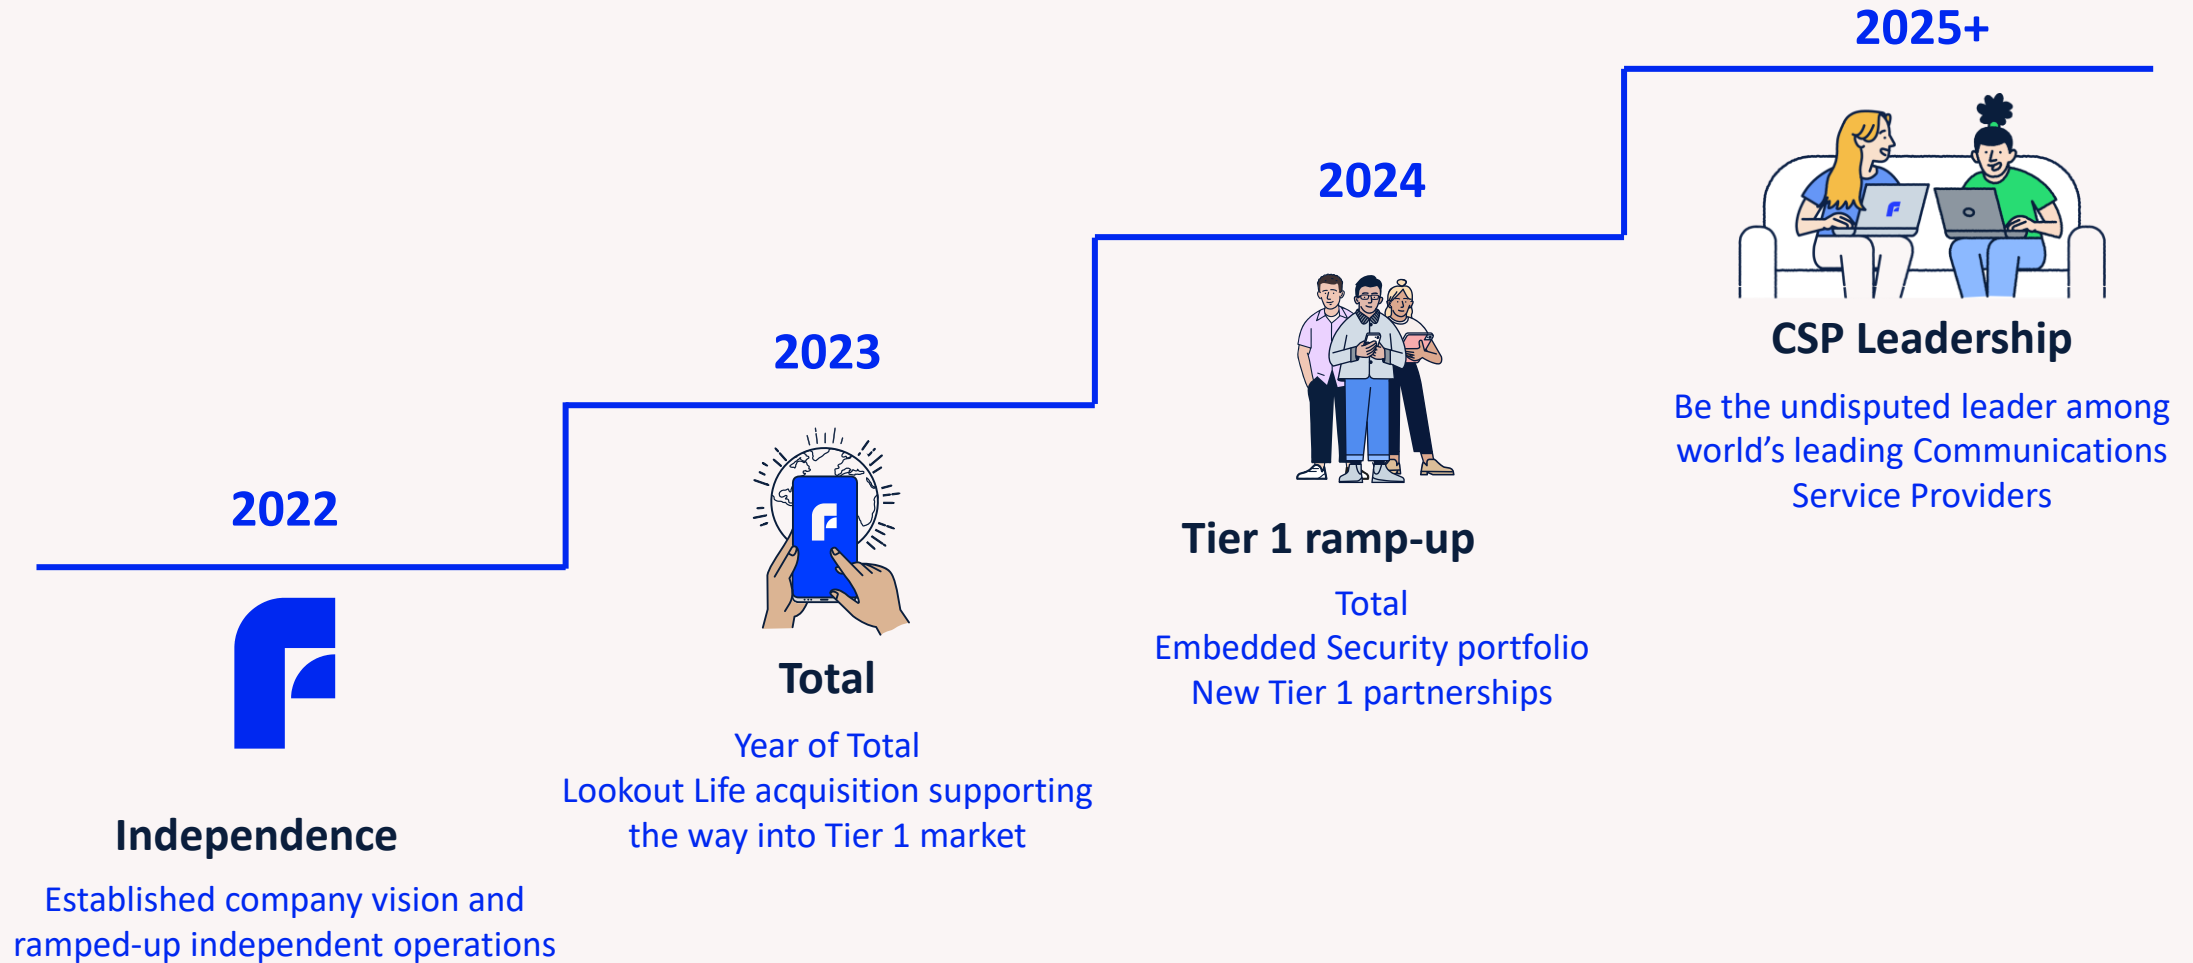 2022
Independence
Established company vision and
ramped-up independent operations
2023
Total
Year of Total
Lookout Life acquisition supporting
the way into Tier 1 market
2024
Tier 1 ramp-up
Total
Embedded Security portfolio
New Tier 1 partnerships
2025+
CSP Leadership
Be the undisputed leader among
world’s leading Communications
Service Providers